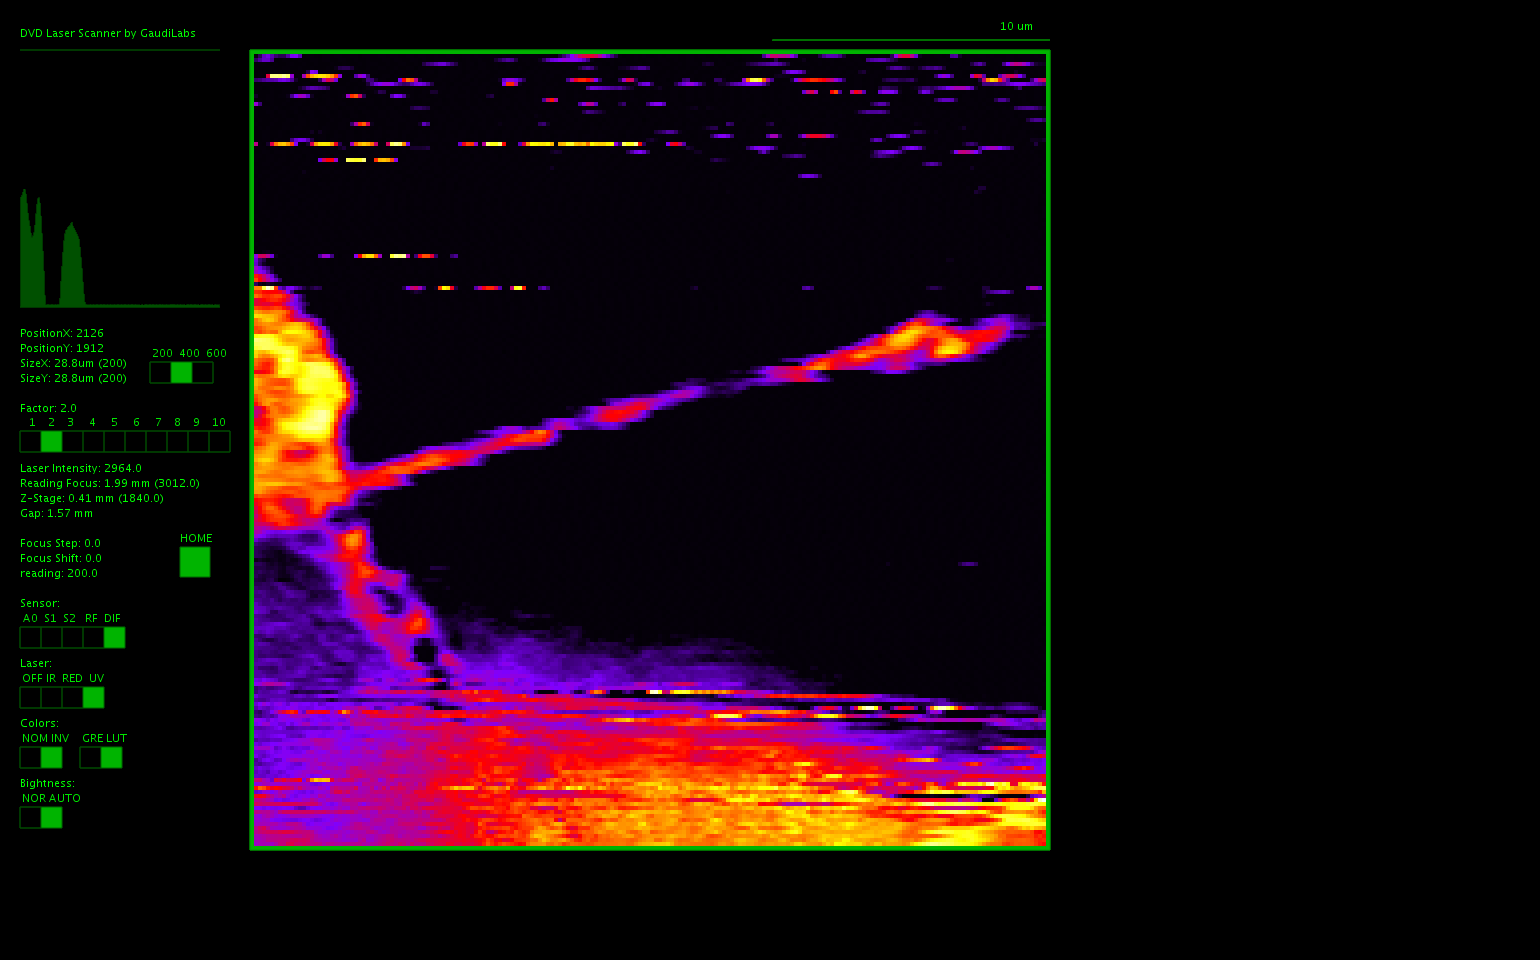 DVD Laser Scanner by GaudiLabs
10 um
PositionX: 2126
PositionY: 1912
SizeX: 28.8um (200)
SizeY: 28.8um (200)
200 400 600
Factor: 2.0
1 2 3 4 5 6 7 8 9 10
Laser Intensity: 2964.0
Reading Focus: 1.99 mm (3012.0)
Z-Stage: 0.41 mm (1840.0)
Gap: 1.57 mm
HOME
Focus Step: 0.0
Focus Shift: 0.0
reading: 200.0
Sensor:
A0 S1 S2 RF DIF
Laser:
OFF IR RED UV
Colors:
NOM INV GRE LUT
Bightness:
NOR AUTO